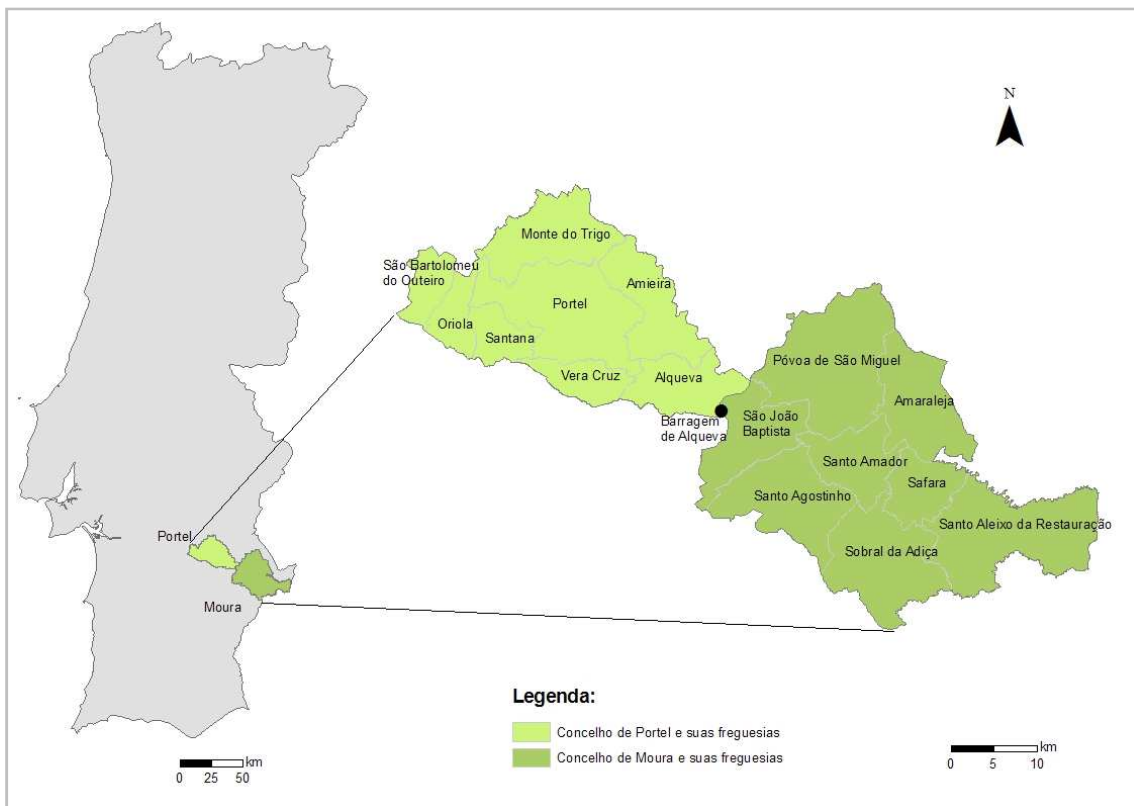 N
Monte do Trigo
São Bartolomeu
do Outeiro
Amieira
Portel
Oriola
Santana
Vera Cruz
Alqueva
Póvoa de São Miguel
Amaraleja
São João
Baptista
Barragem
de Alqueva
Santo Amador
Safara
Santo Agostinho
Santo Aleixo da Restauração
Sobral da Adiça
Portel
Moura
Legenda:
Concelho de Portel e suas freguesias
Concelho de Moura e suas freguesias
km
0 25 50
km
0 5 10